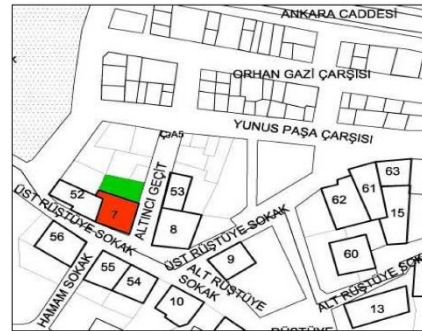 ANKARA CADDESİ
ORHAN GAZİ ÇARŞISI
YUNUS PAŞA ÇARŞISI
ALTINCI GEÇİT
52
7
53
8
63
61
62
15
60
ÜST RÜŞTÜYE SOKAK
56
55
54
HAMAM SOKAK
ÜST RÜŞTÜYE SOKAK
9
ALT RÜŞTÜYE
SOKAK
10
ALT RÜŞTÜYE SOKAK
13